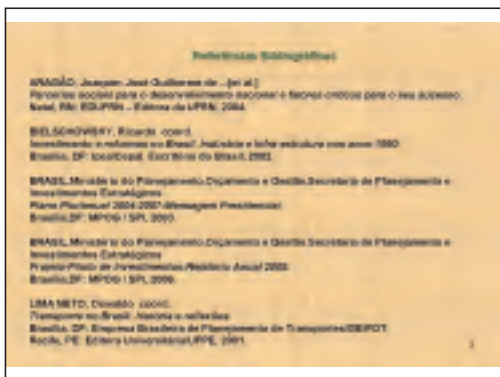 Referências Bibliográficas
ARAGÃO, Joaquim José Guilherme de ...[et al.]
Parcerias sociais para o desenvolvimento nacional e fatores críticos para o seu sucesso.
Natal, RN: EDUFRN – Editora da UFRN, 2004.
BIELSCHOWSKY, Ricardo coord.
Investimento e reformas no Brasil. Indústria e infra-estrutura nos anos 1990.
Brasília, DF: Ipea/Cepal. Escritório do Brasil, 2002.
BRASIL,Ministério do Planejamento,Orçamento e Gestão,Secretaria de Planejamento e
Investimentos Estratégicos
Plano Plurianual 2004-2007:Mensagem Presidencial
Brasília,DF: MPOG / SPI, 2003.
BRASIL,Ministério do Planejamento,Orçamento e Gestão,Secretaria de Planejamento e
Investimentos Estratégicos
Projeto-Piloto de Investimentos:Relatório Anual 2005
Brasília,DF: MPOG / SPI, 2006.
LIMA NETO, Oswaldo coord.
Transporte no Brasil: história e reflexões
Brasília, DF: Empresa Brasileira de Planejamento de Transportes/GEIPOT.
Recife, PE: Editora Universitária/UFPE, 2001.